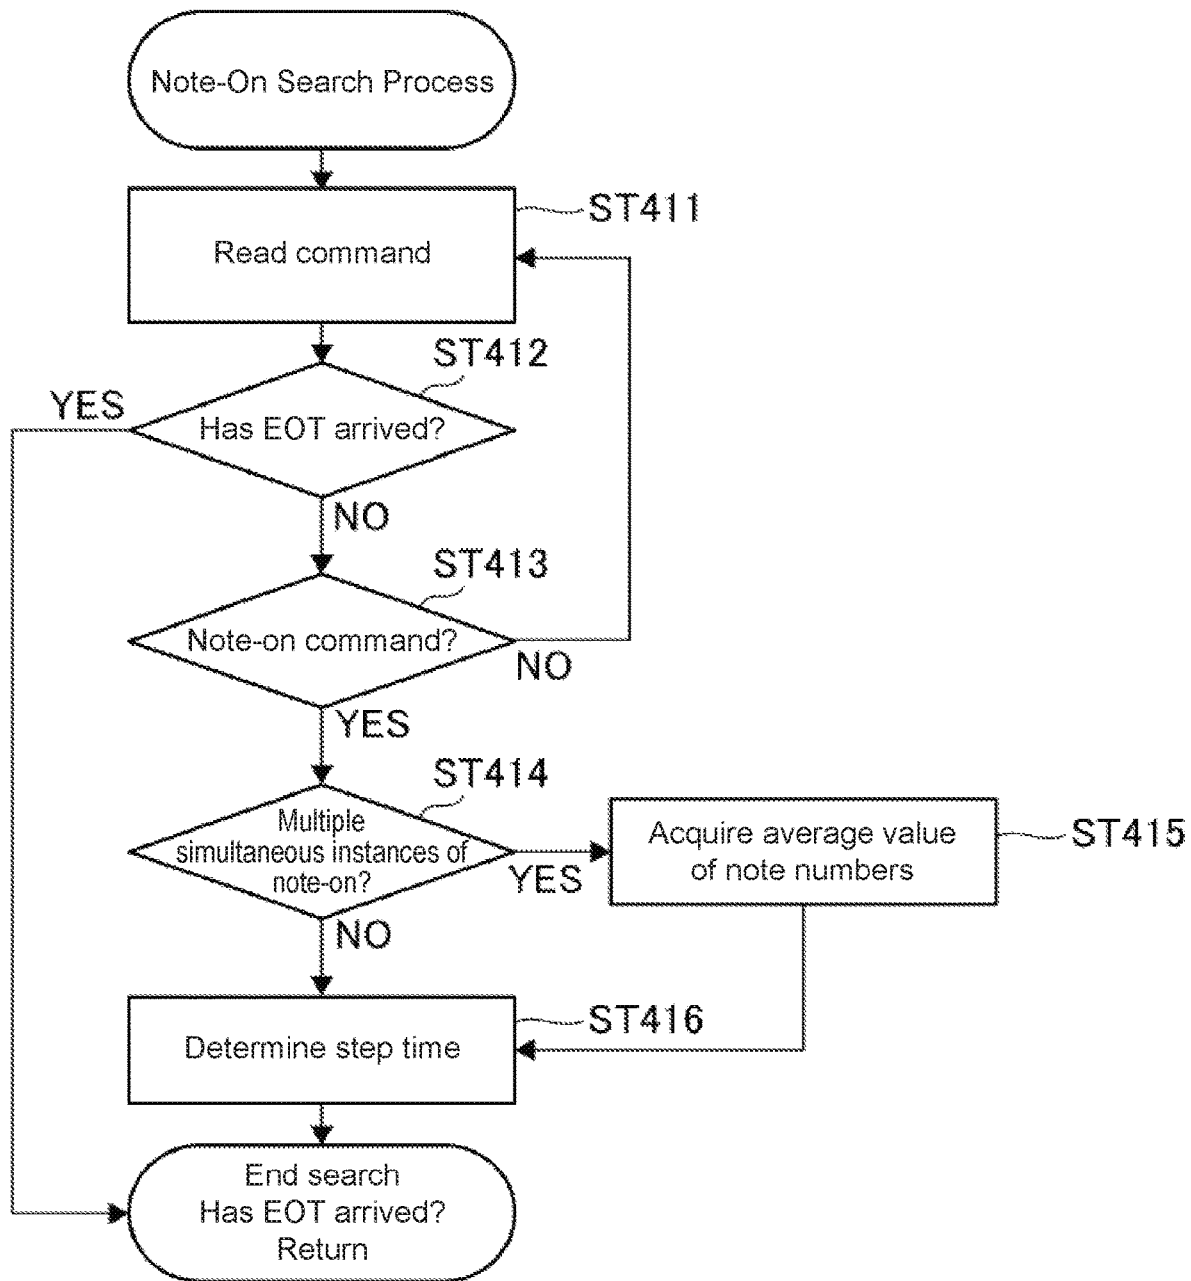 Note-On Search Process
ST411
Read command
ST412
YES
Has EOT arrived?
NO
ST413
Note-on command?
NO
YES
ST414
Multiple
simultaneous instances of
note-on?
YES
Acquire average value
of note numbers
ST415
NO
ST416
Determine step time
End search
Has EOT arrived?
Return